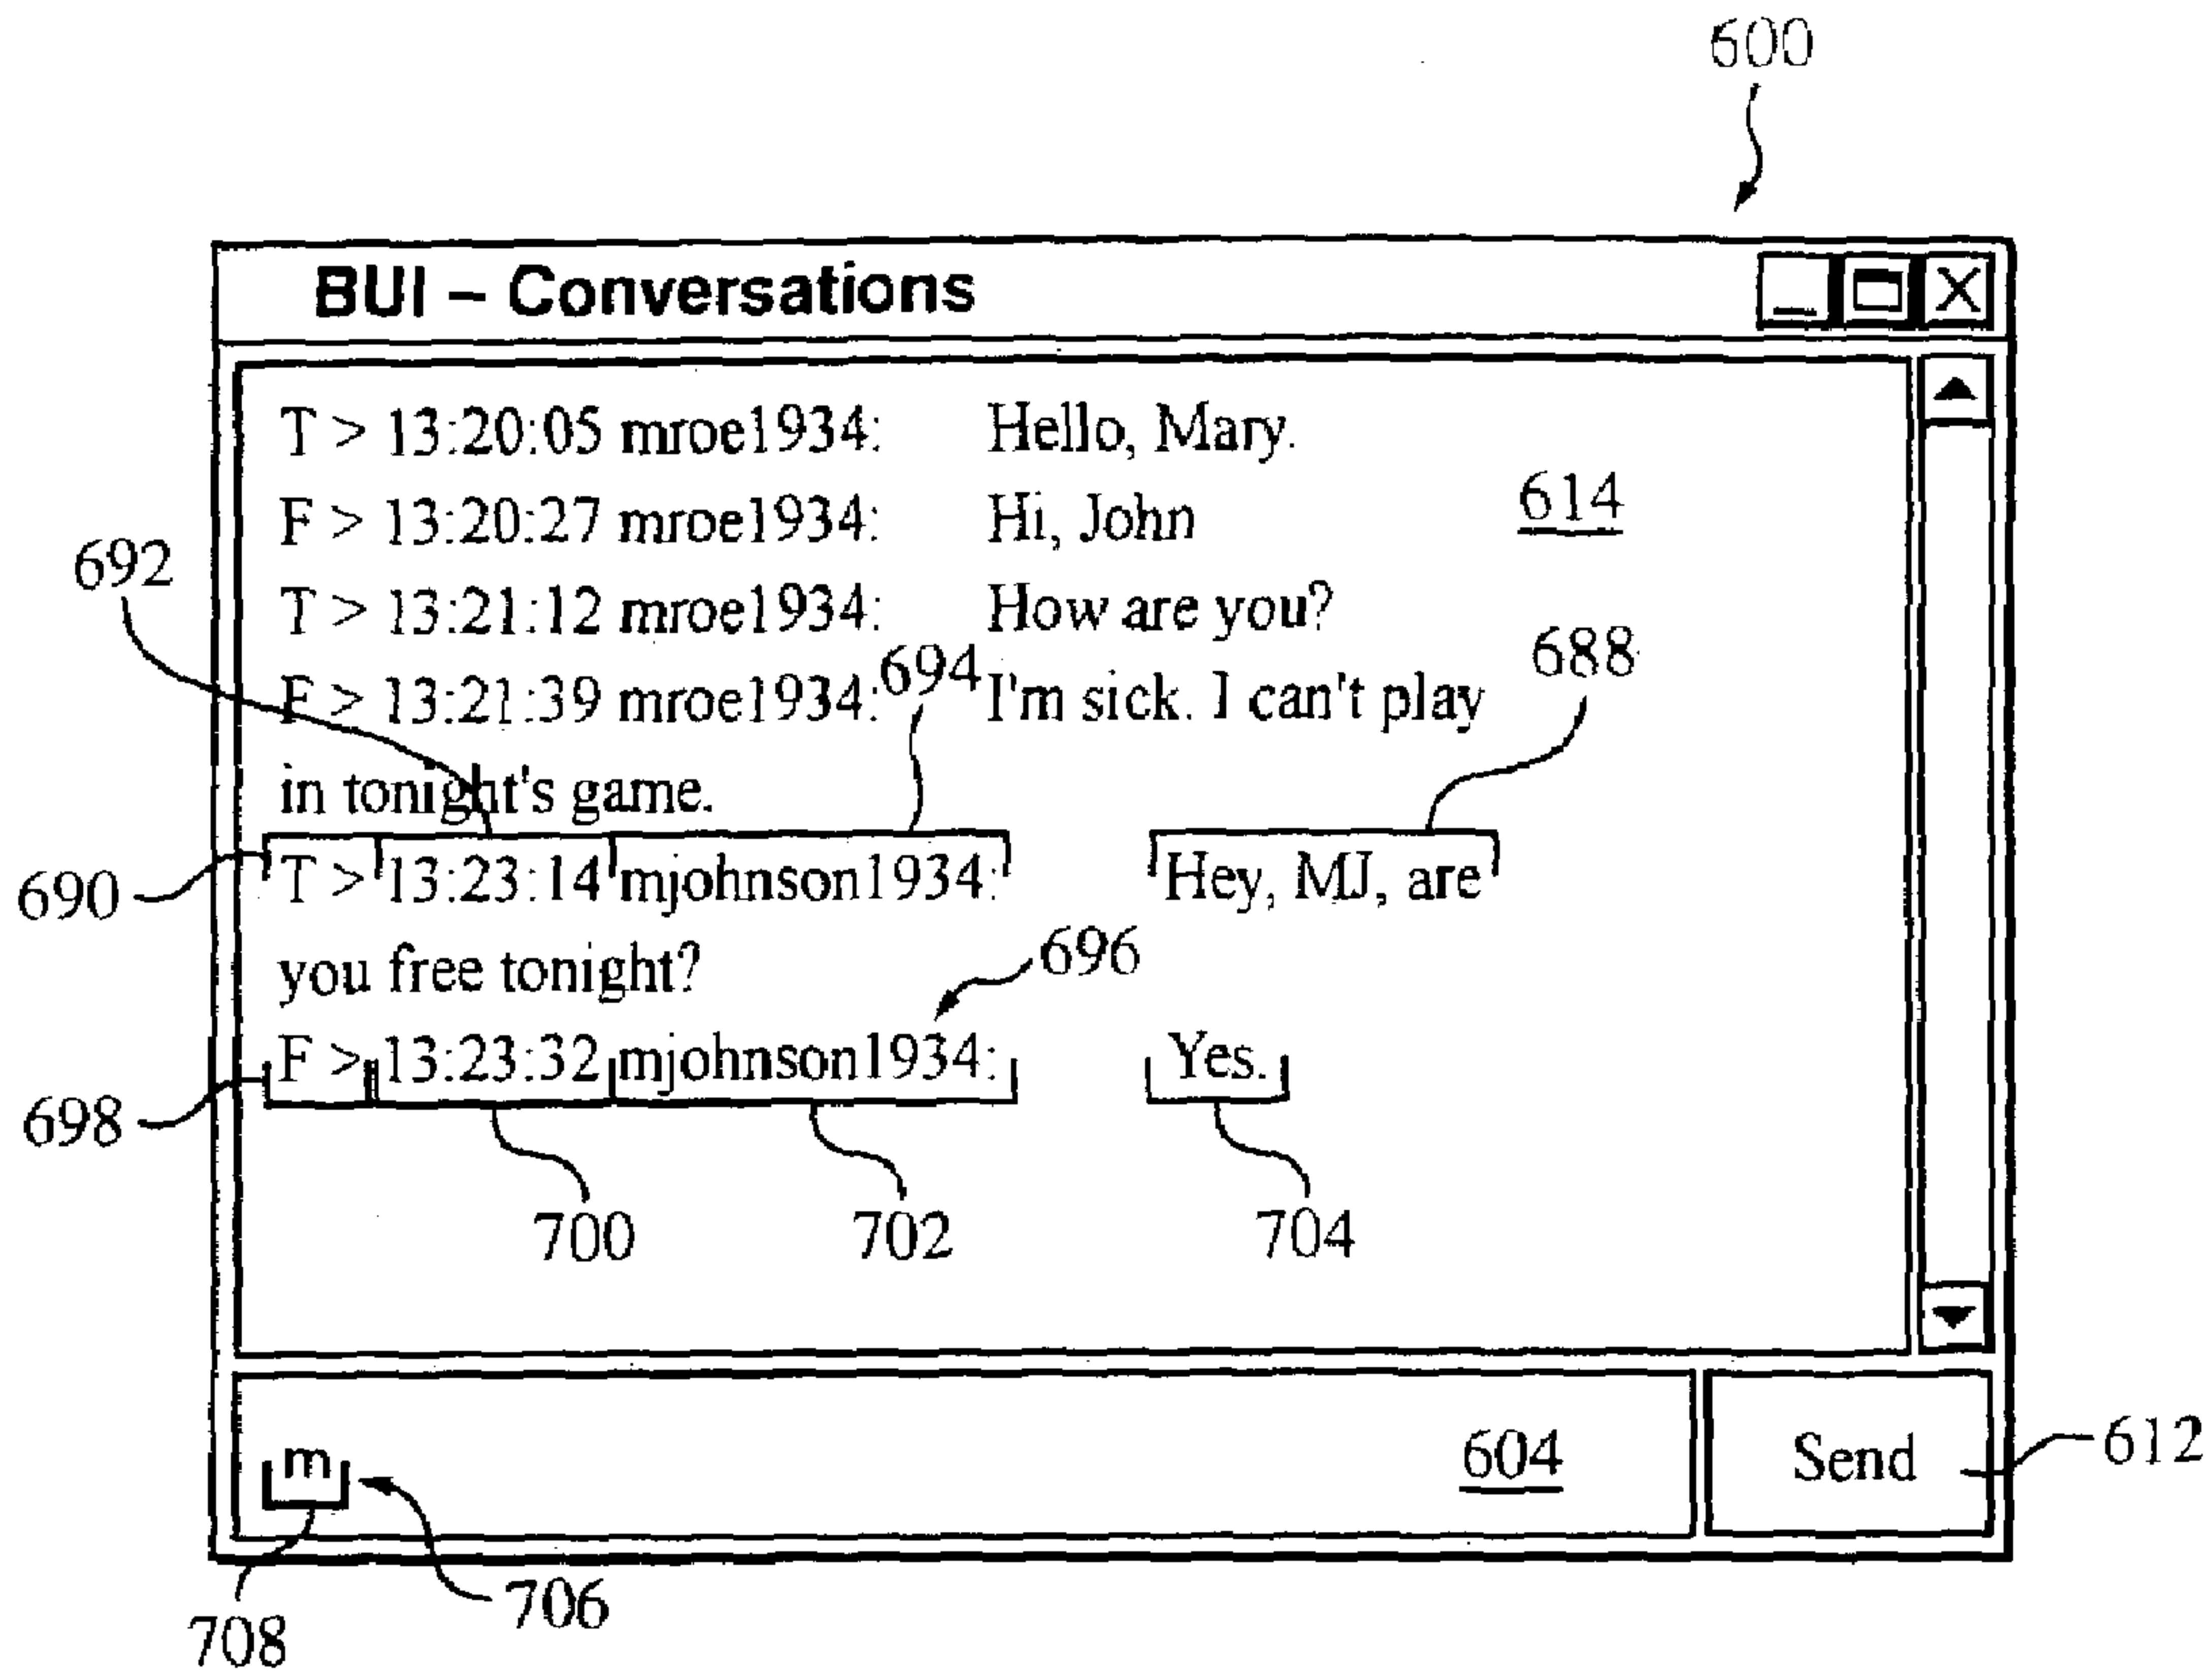 600
BUI – Conversations
T > 13:20:05 mroe1934: Hello, Mary.
614
F > 13:20:27 mroe1934: Hi, John
692
T > 13:21:12 mroe1934: How are you?
694
688
F > 13:21:39 mroe1934: I'm sick. I can't play
in tonight's game.
690
T > 13:23:14 mjohnson1934: Hey, MJ, are
you free tonight?
696
F > 13:23:32 mjohnson1934: Yes.
698
700 702 704
m 604 Send 612
706
708